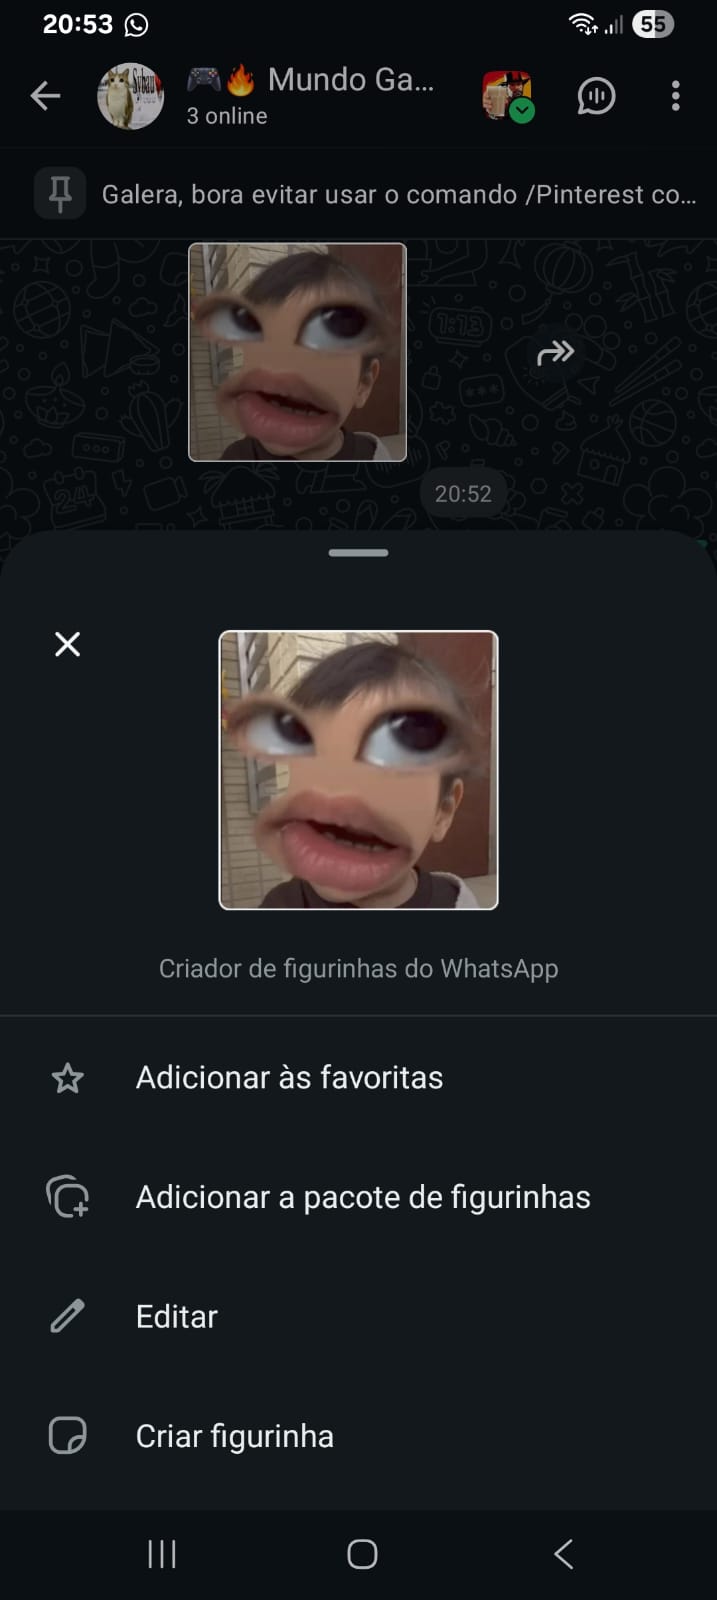 20:53
55
🎮🔥 Mundo Ga...
3 online
Galera, bora evitar usar o comando /Pinterest co...
20:52
Criador de figurinhas do WhatsApp
Adicionar às favoritas
Adicionar a pacote de figurinhas
Editar
Criar figurinha